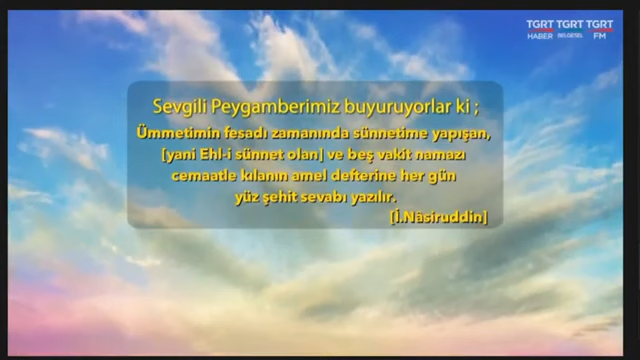 TGRT TGRT TGRT
HABER BELGESEL FM
Sevgili Peygamberimiz buyuruyorlar ki ;
Ümmetimin fesadı zamanında sünnetime yapışan,
[yani Ehl-i sünnet olan] ve beş vakit namazı
cemaatle kılanın amel defterine her gün
yüz şehit sevabı yazılır.
[İ.Nâsiruddin]